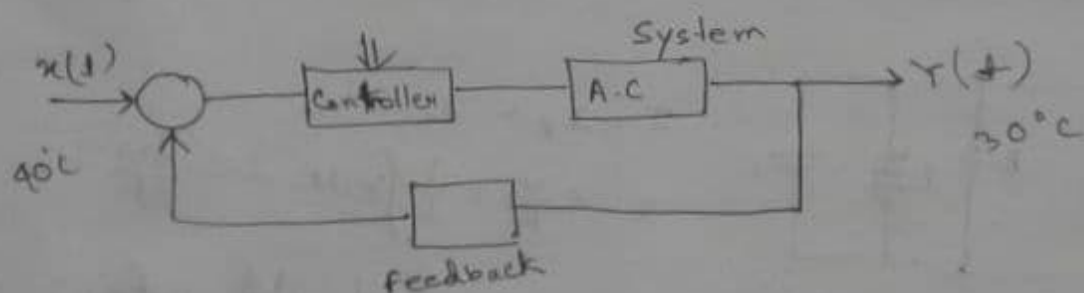 System
x(t)
Controller
A.C
Y(t)
40°C
30°C
feedback